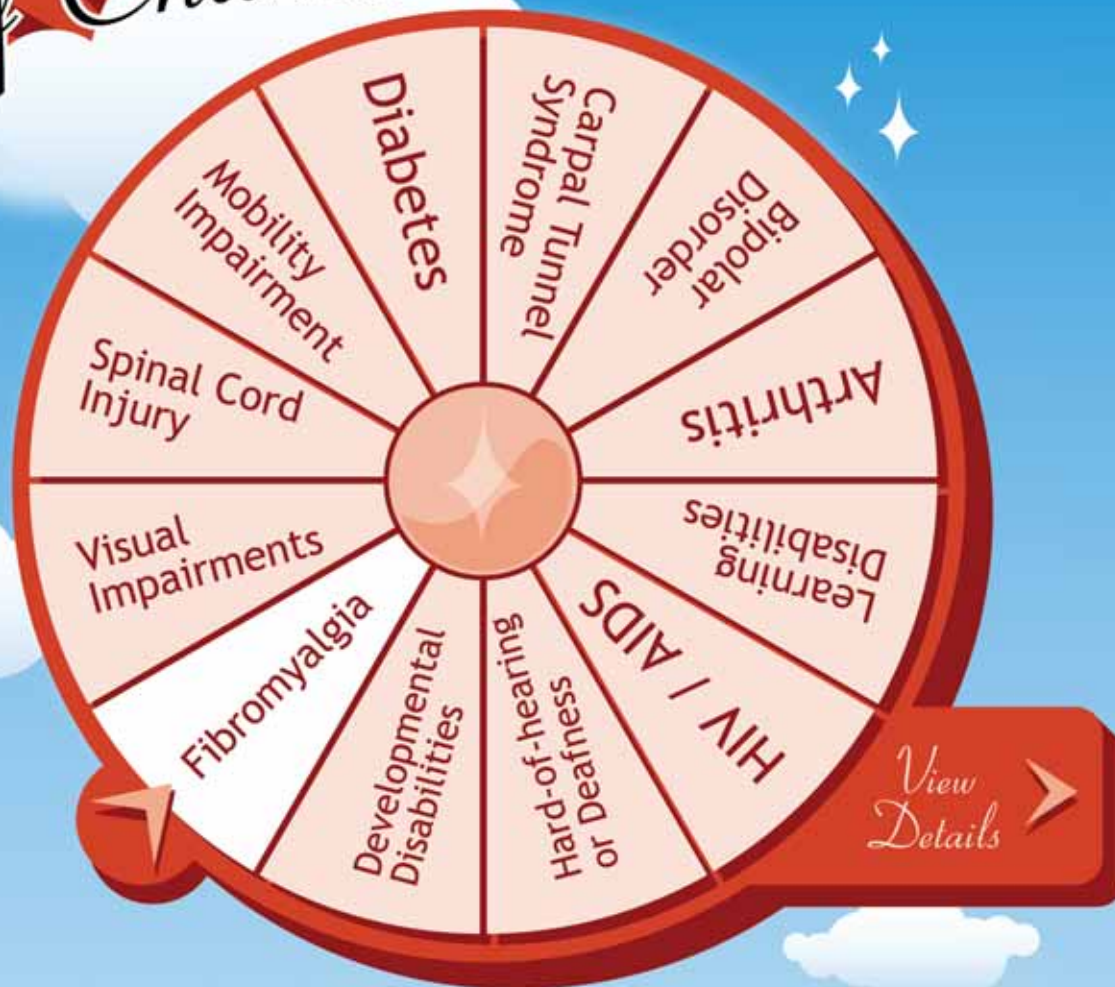 Diabetes
Carpal Tunnel
Syndrome
Bipolar
Disorder
Arthritis
Learning
Disabilities
HIV / AIDS
Hard-of-hearing
or Deafness
Developmental
Disabilities
Fibromyalgia
Visual
Impairments
Spinal Cord
Injury
Mobility
Impairment
View
Details